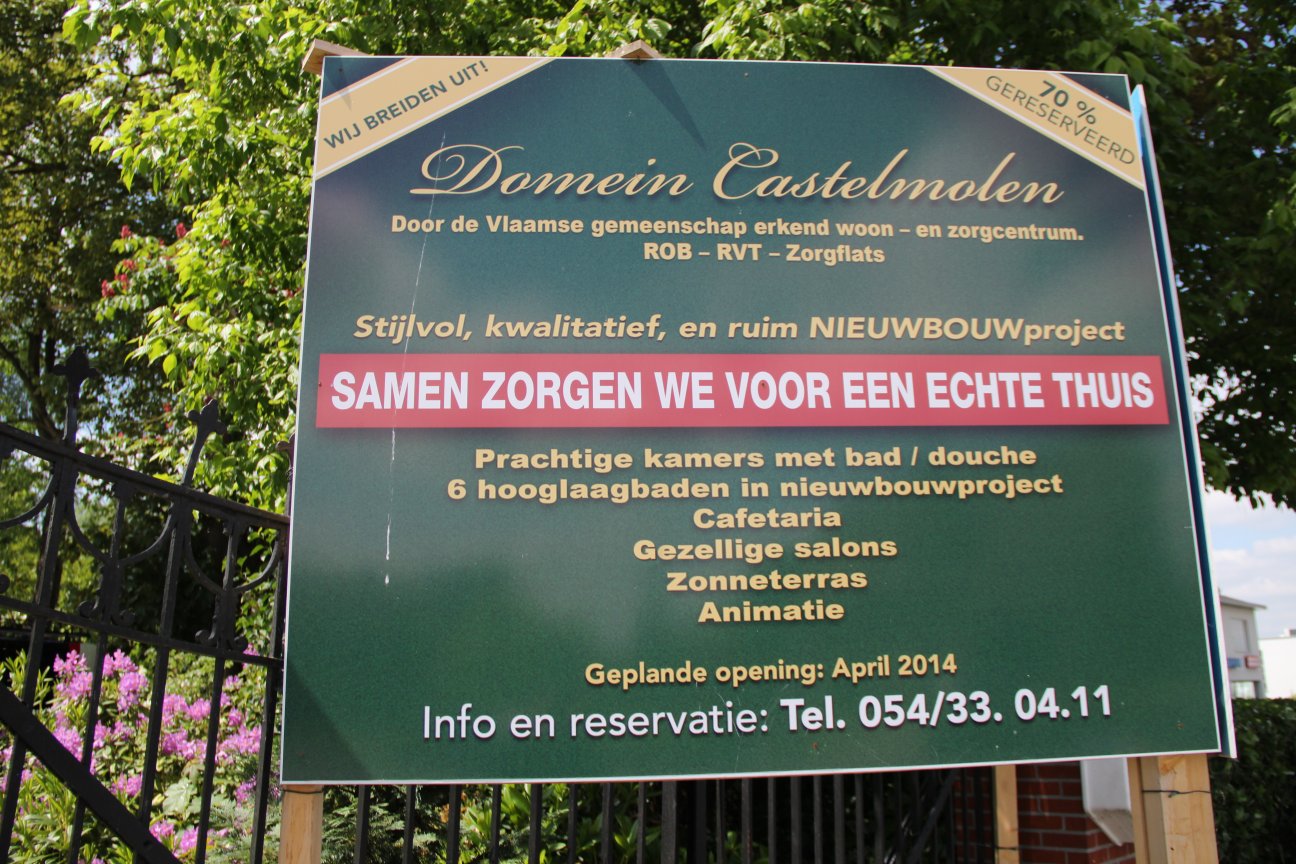 WIJ BREIDEN UIT!
70 %
GERESERVEERD
Domein Castelmolen
Door de Vlaamse gemeenschap erkend woon – en zorgcentrum.
ROB – RVT – Zorgflats
Stijlvol, kwalitatief, en ruim NIEUWBOUWproject
SAMEN ZORGEN WE VOOR EEN ECHTE THUIS
Prachtige kamers met bad / douche
6 hooglaagbaden in nieuwbouwproject
Cafetaria
Gezellige salons
Zonneterras
Animatie
Geplande opening: April 2014
Info en reservatie: Tel. 054/33. 04.11